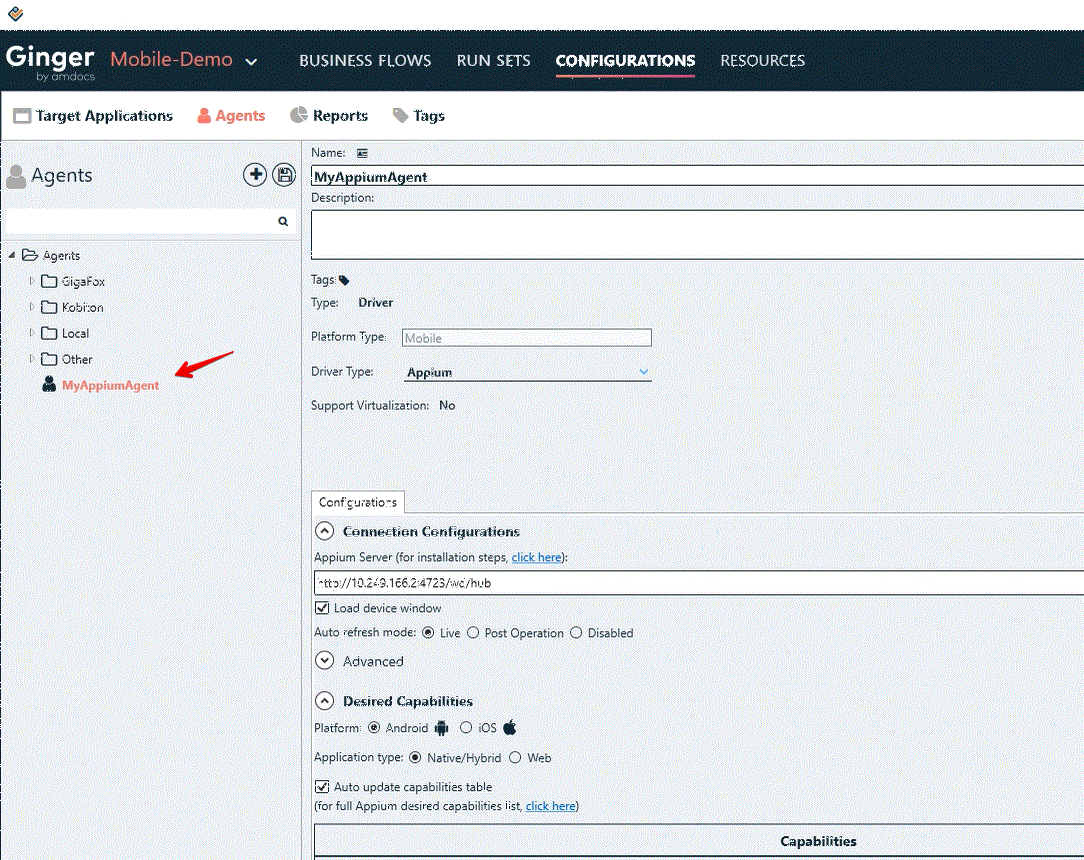 Ginger
by amdocs
Mobile-Demo
BUSINESS FLOWS
RUN SETS
CONFIGURATIONS
RESOURCES
Target Applications
Agents
Reports
Tags
Agents
Agents
GigaFox
Kobiton
Local
Other
MyAppiumAgent
Name:
MyAppiumAgent
Description:
Tags:
Type: Driver
Platform Type: Mobile
Driver Type: Appium
Support Virtualization: No
Configurations
Connection Configurations
Appium Server (for installation steps, click here):
http://10.249.166.2:4723/wd/hub
Load device window
Auto refresh mode: Live Post Operation Disabled
Advanced
Desired Capabilities
Platform: Android iOS
Application type: Native/Hybrid Web
Auto update capabilities table
(for full Appium desired capabilities list, click here)
Capabilities